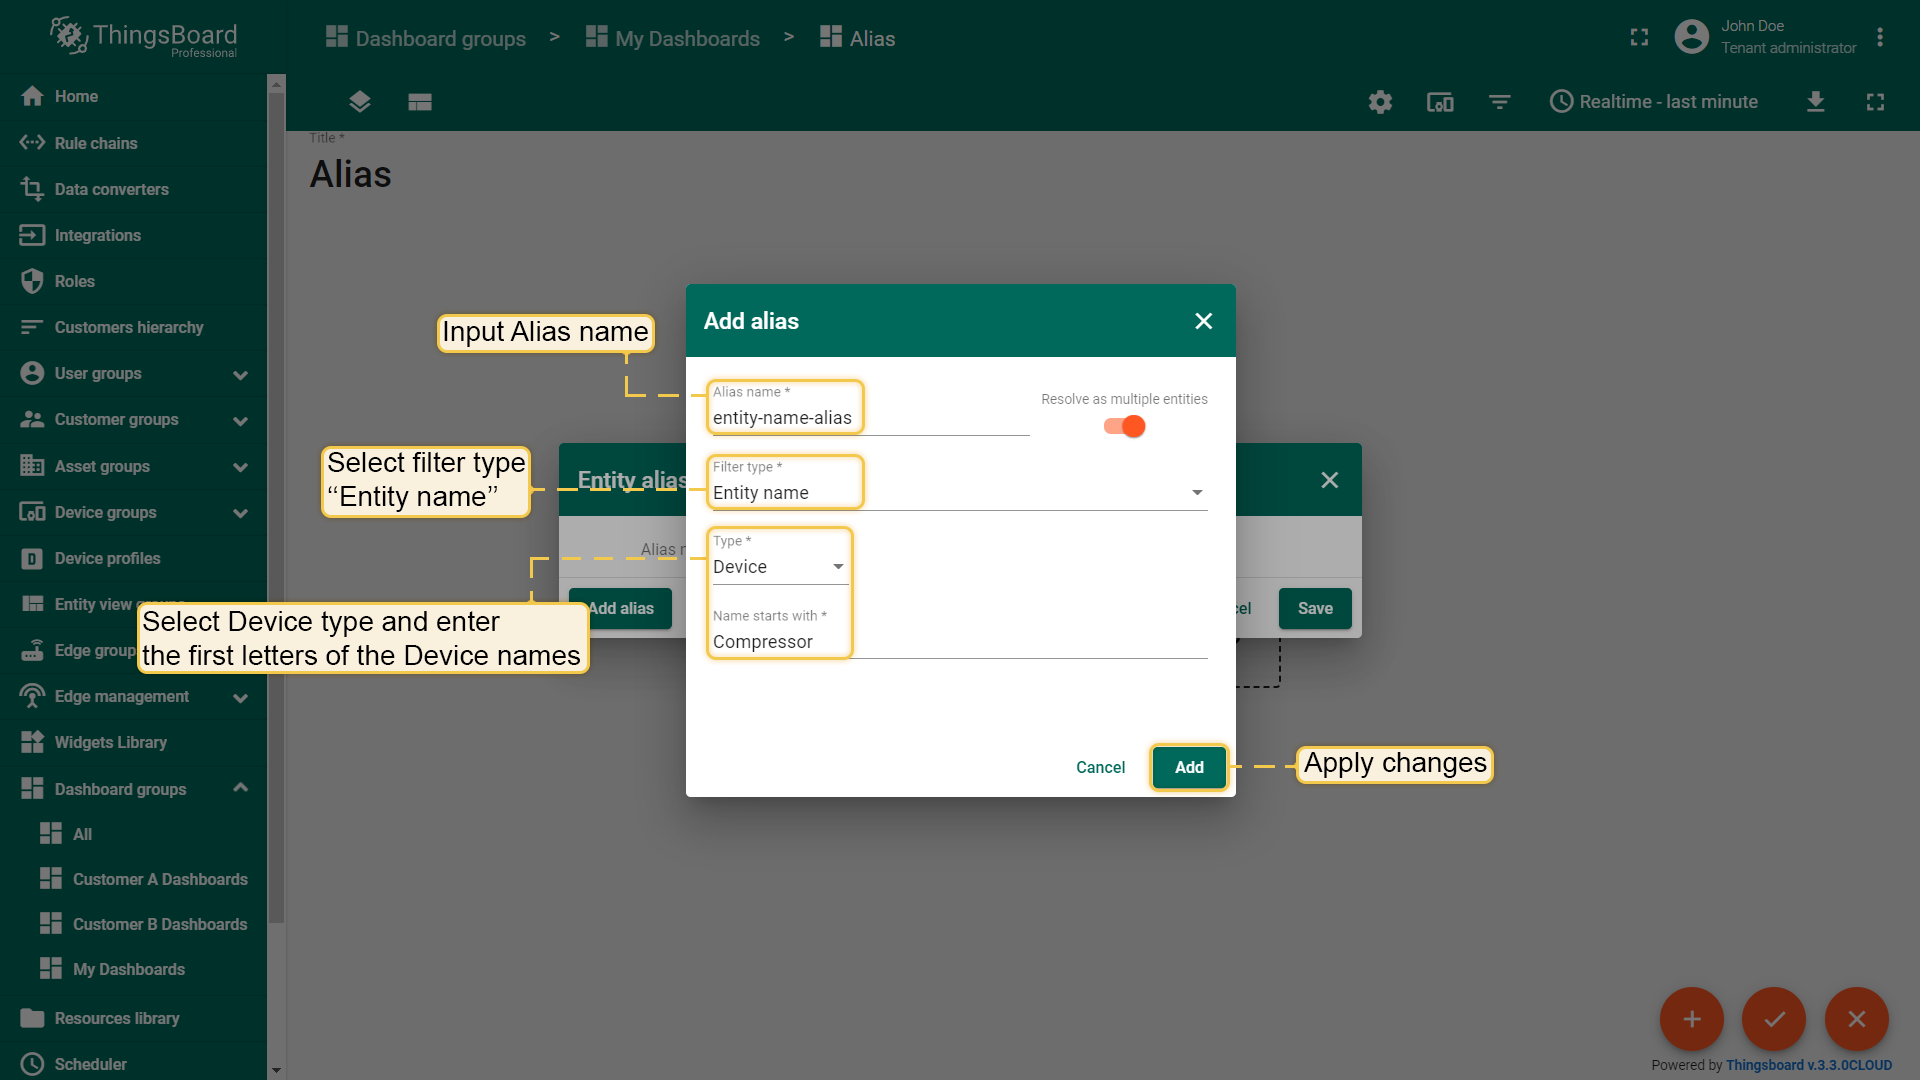 ThingsBoard
Professional
Dashboard groups > My Dashboards > Alias
John Doe
Tenant administrator
Realtime - last minute
Home
Rule chains
Data converters
Integrations
Roles
Customers hierarchy
User groups
Customer groups
Asset groups
Device groups
Device profiles
Entity view
Edge group
Edge management
Widgets Library
Dashboard groups
All
Customer A Dashboards
Customer B Dashboards
My Dashboards
Resources library
Scheduler
Title *
Alias
Input Alias name
Select filter type
“Entity name”
Select Device type and enter
the first letters of the Device names
Entity alias
Alias n
Add alias
Save
Add alias
Alias name *
entity-name-alias
Resolve as multiple entities
Filter type *
Entity name
Type *
Device
Name starts with *
Compressor
Cancel
Add
Apply changes
Powered by Thingsboard v.3.3.0CLOUD